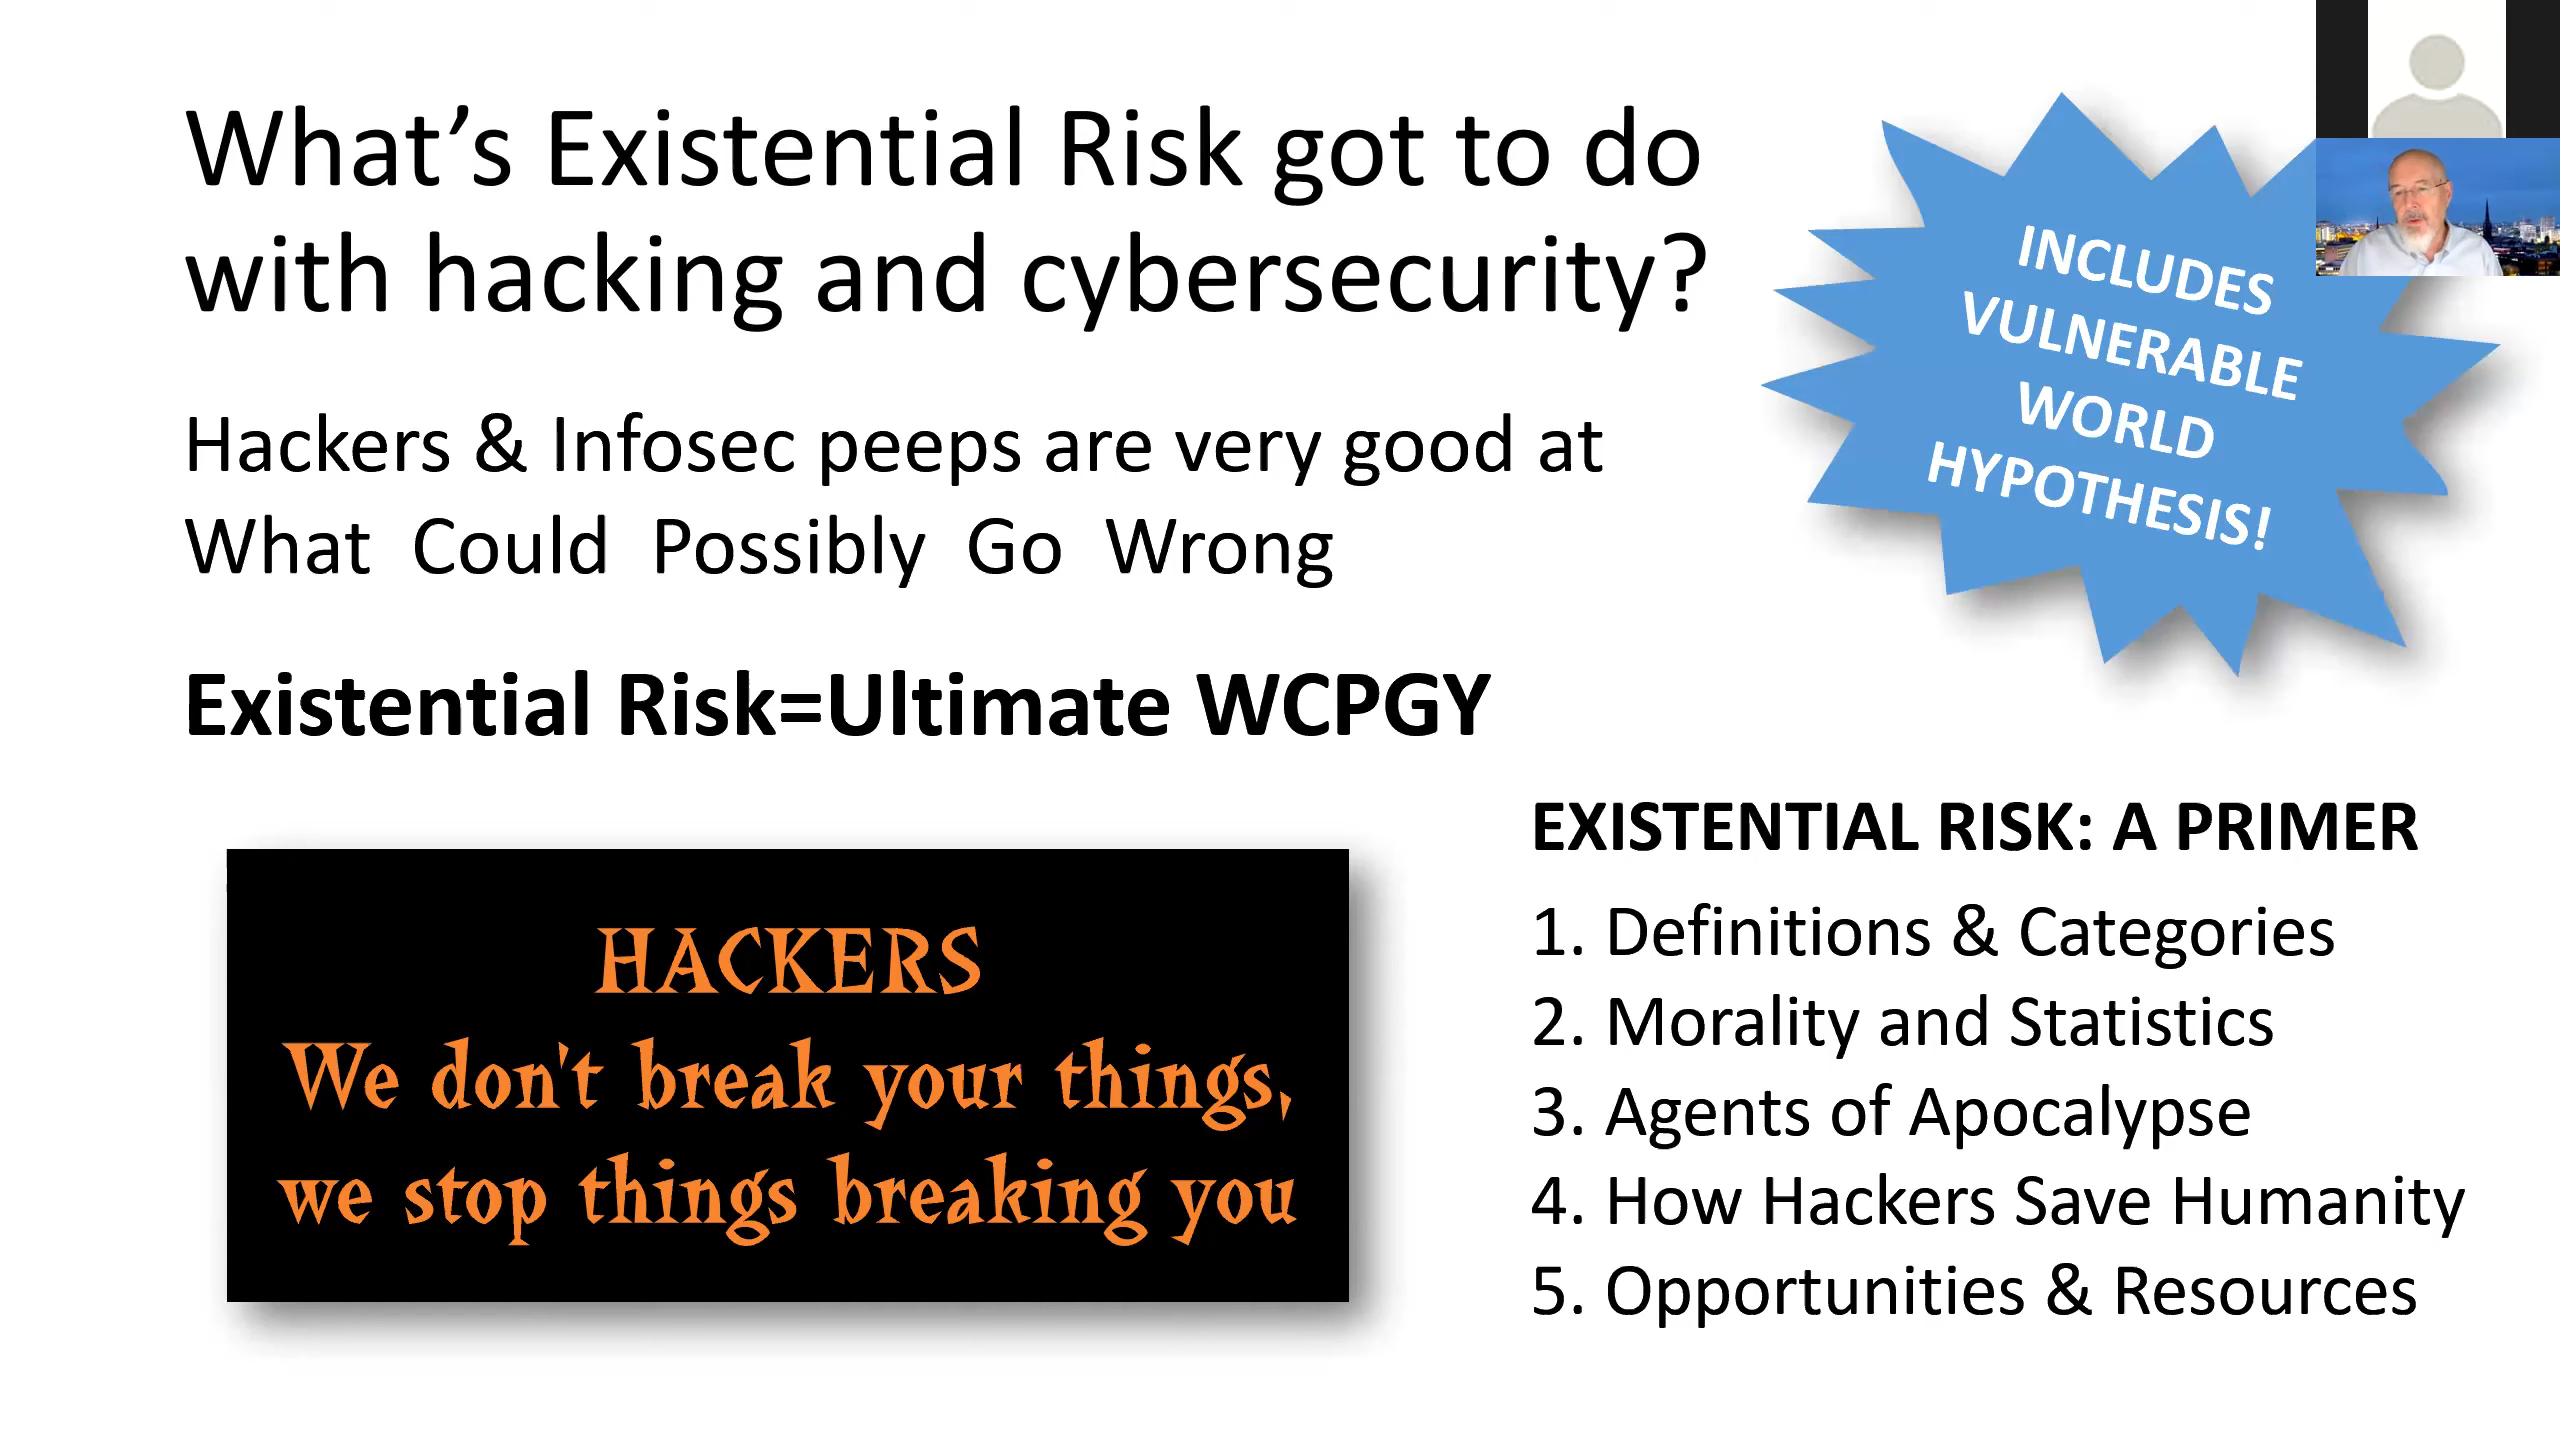 What’s Existential Risk got to do
with hacking and cybersecurity?
Hackers & Infosec peeps are very good at
What Could Possibly Go Wrong
Existential Risk=Ultimate WCPGY
INCLUDES
VULNERABLE
WORLD
HYPOTHESIS!
HACKERS
We don't break your things,
we stop things breaking you
EXISTENTIAL RISK: A PRIMER
1. Definitions & Categories
2. Morality and Statistics
3. Agents of Apocalypse
4. How Hackers Save Humanity
5. Opportunities & Resources